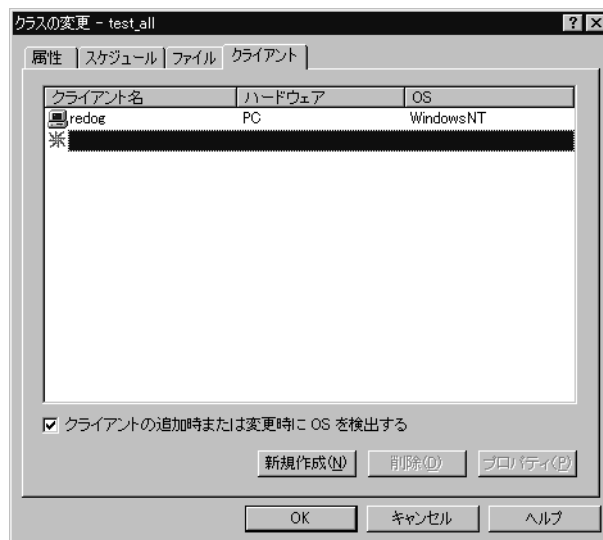 クラスの変更 - test_all
属性 スケジュール ファイル クライアント
クライアント名 ハードウェア OS
redog PC WindowsNT
クライアントの追加時または変更時に OS を検出する
新規作成(N) 削除(D) プロパティ(P)
OK キャンセル ヘルプ